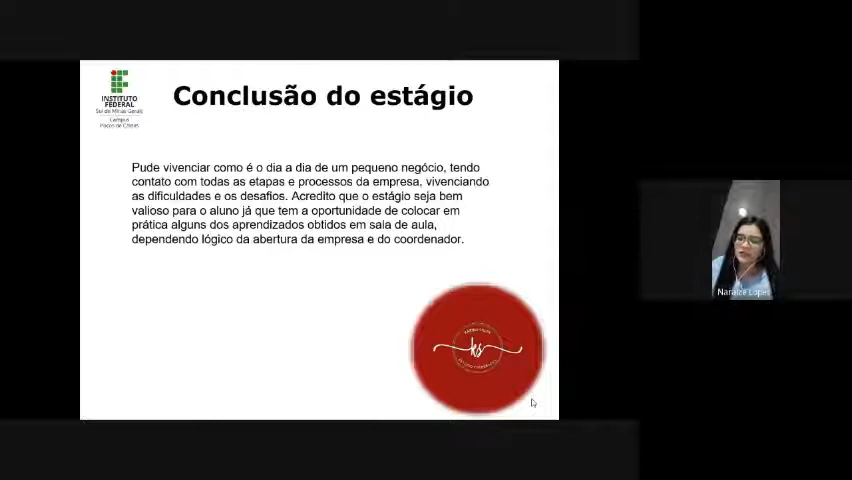 INSTITUTO
FEDERAL
Sul de Minas Gerais
Campus
Poços de Caldas
Conclusão do estágio
Pude vivenciar como é o dia a dia de um pequeno negócio, tendo
contato com todas as etapas e processos da empresa, vivenciando
as dificuldades e os desafios. Acredito que o estágio seja bem
valioso para o aluno já que tem a oportunidade de colocar em
prática alguns dos aprendizados obtidos em sala de aula,
dependendo lógico da abertura da empresa e do coordenador.
ks
Naraize Lopes